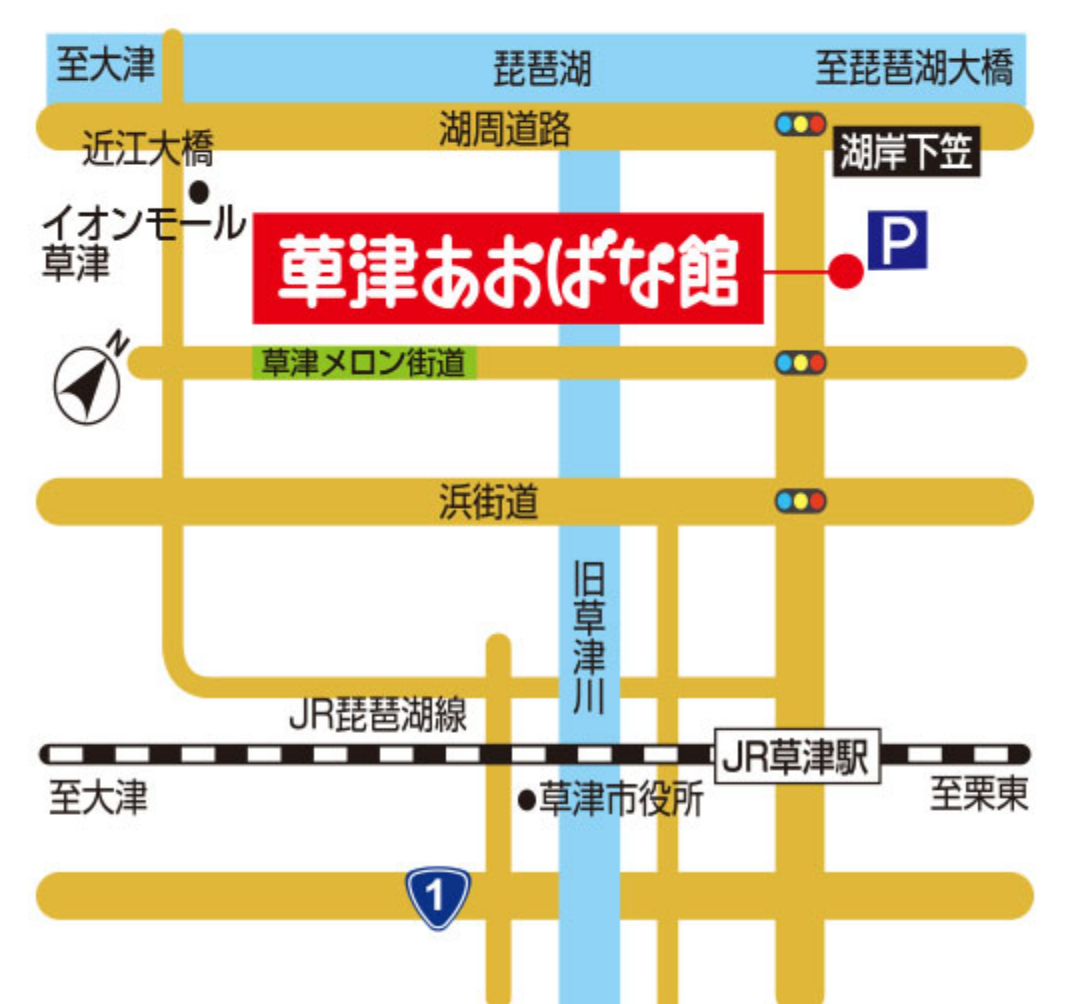 至大津
琵琶湖
至琵琶湖大橋
湖周道路
近江大橋
湖岸下笠
イオンモール
草津
草津あおばな館
P
N
草津メロン街道
浜街道
旧草津川
JR琵琶湖線
JR草津駅
至大津
草津市役所
至栗東
1